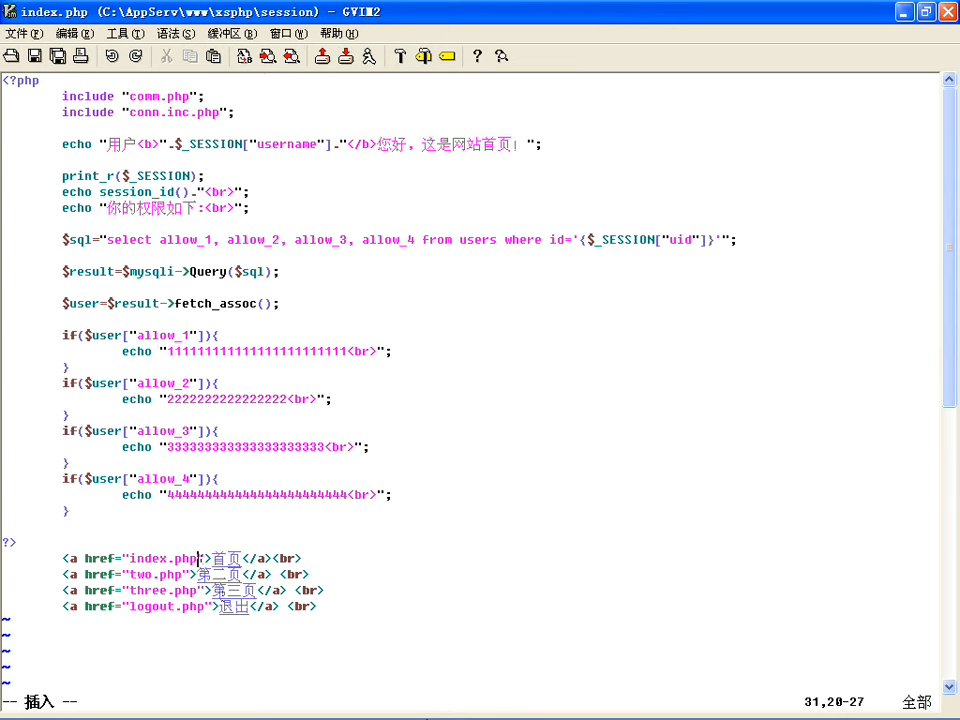 index.php (C:\AppServ\www\xsphp\session) - GVIM2
文件(F) 编辑(E) 工具(T) 语法(S) 缓冲区(B) 窗口(W) 帮助(H)
<?php
include "comm.php";
include "conn.inc.php";
echo "用户<b>".$_SESSION["username"]."</b>您好，这是网站首页！";
print_r($_SESSION);
echo session_id()."<br>";
echo "你的权限如下:<br>";
$sql="select allow_1, allow_2, allow_3, allow_4 from users where id='{$_SESSION["uid"]}'";
$result=$mysqli->Query($sql);
$user=$result->fetch_assoc();
if($user["allow_1"]){
echo "111111111111111111111111<br>";
}
if($user["allow_2"]){
echo "2222222222222222<br>";
}
if($user["allow_3"]){
echo "333333333333333333333<br>";
}
if($user["allow_4"]){
echo "444444444444444444444444<br>";
}
?>
<a href="index.php">首页</a><br>
<a href="two.php">第二页</a> <br>
<a href="three.php">第三页</a> <br>
<a href="logout.php">退出</a> <br>
~
~
~
~
~
-- 插入 -- 31,20-27 全部